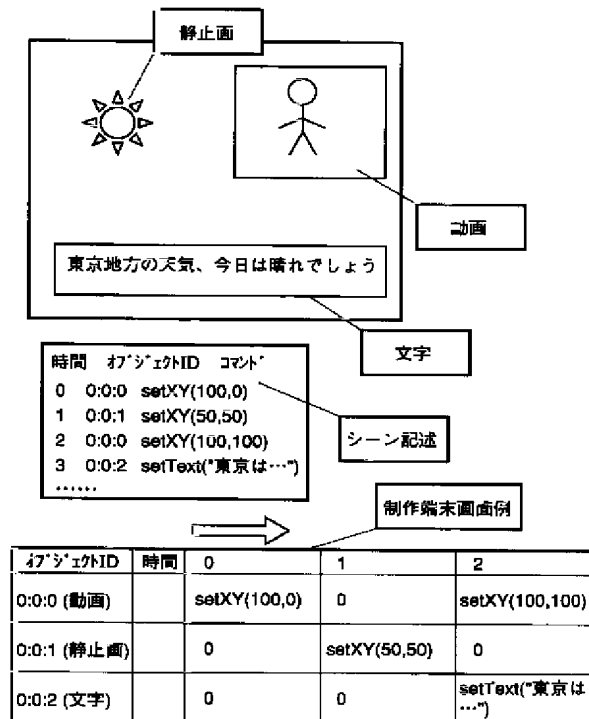 静止画
動画
東京地方の天気、今日は晴れでしょう
文字
時間 オブジェクトID コマンド
0 0:0:0 setXY(100,0)
1 0:0:1 setXY(50,50)
2 0:0:0 setXY(100,100)
3 0:0:2 setText("東京は…")
……
シーン記述
制作端末画面例
オブジェクトID 時間 0 1 2
0:0:0 (動画) setXY(100,0) 0 setXY(100,100)
0:0:1 (静止画) 0 setXY(50,50) 0
0:0:2 (文字) 0 0 setText("東京は
…")